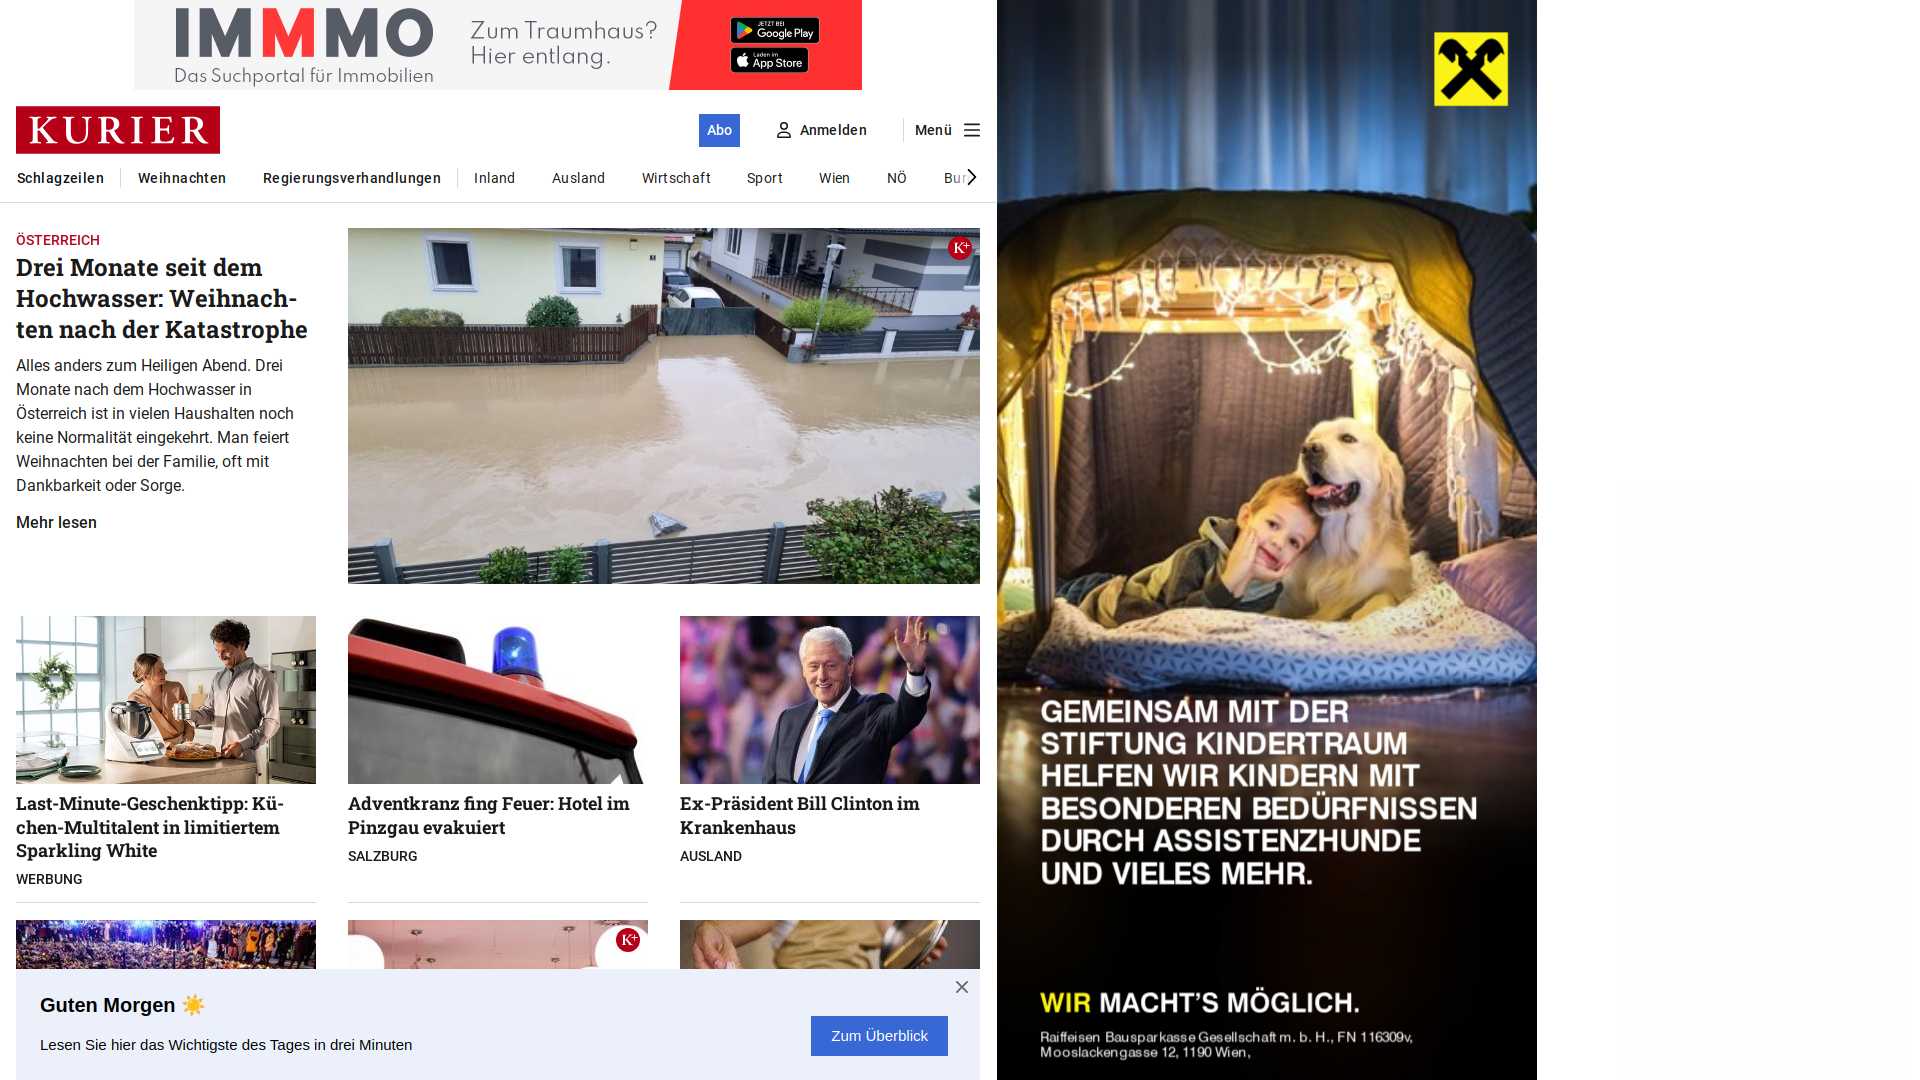 IMMMO
Das Suchportal für Immobilien
Zum Traumhaus?
Hier entlang.
JETZT BEI
Google Play
Laden im
App Store
KURIER
Abo
Anmelden
Menü
Schlagzeilen
Weihnachten
Regierungsverhandlungen
Inland
Ausland
Wirtschaft
Sport
Wien
NÖ
ÖSTERREICH
Drei Monate seit dem
Hochwasser: Weihnach-
ten nach der Katastrophe
Alles anders zum Heiligen Abend. Drei
Monate nach dem Hochwasser in
Österreich ist in vielen Haushalten noch
keine Normalität eingekehrt. Man feiert
Weihnachten bei der Familie, oft mit
Dankbarkeit oder Sorge.
Mehr lesen
K+
Last-Minute-Geschenktipp: Kü-
chen-Multitalent in limitiertem
Sparkling White
WERBUNG
Adventkranz fing Feuer: Hotel im
Pinzgau evakuiert
SALZBURG
Ex-Präsident Bill Clinton im
Krankenhaus
AUSLAND
K+
Guten Morgen ☀️
Lesen Sie hier das Wichtigste des Tages in drei Minuten
Zum Überblick
GEMEINSAM MIT DER
STIFTUNG KINDERTRAUM
HELFEN WIR KINDERN MIT
BESONDEREN BEDÜRFNISSEN
DURCH ASSISTENZHUNDE
UND VIELES MEHR.
WIR MACHT'S MÖGLICH.
Raiffeisen Bausparkasse Gesellschaft m. b. H., FN 116309v,
Mooslackengasse 12, 1190 Wien,